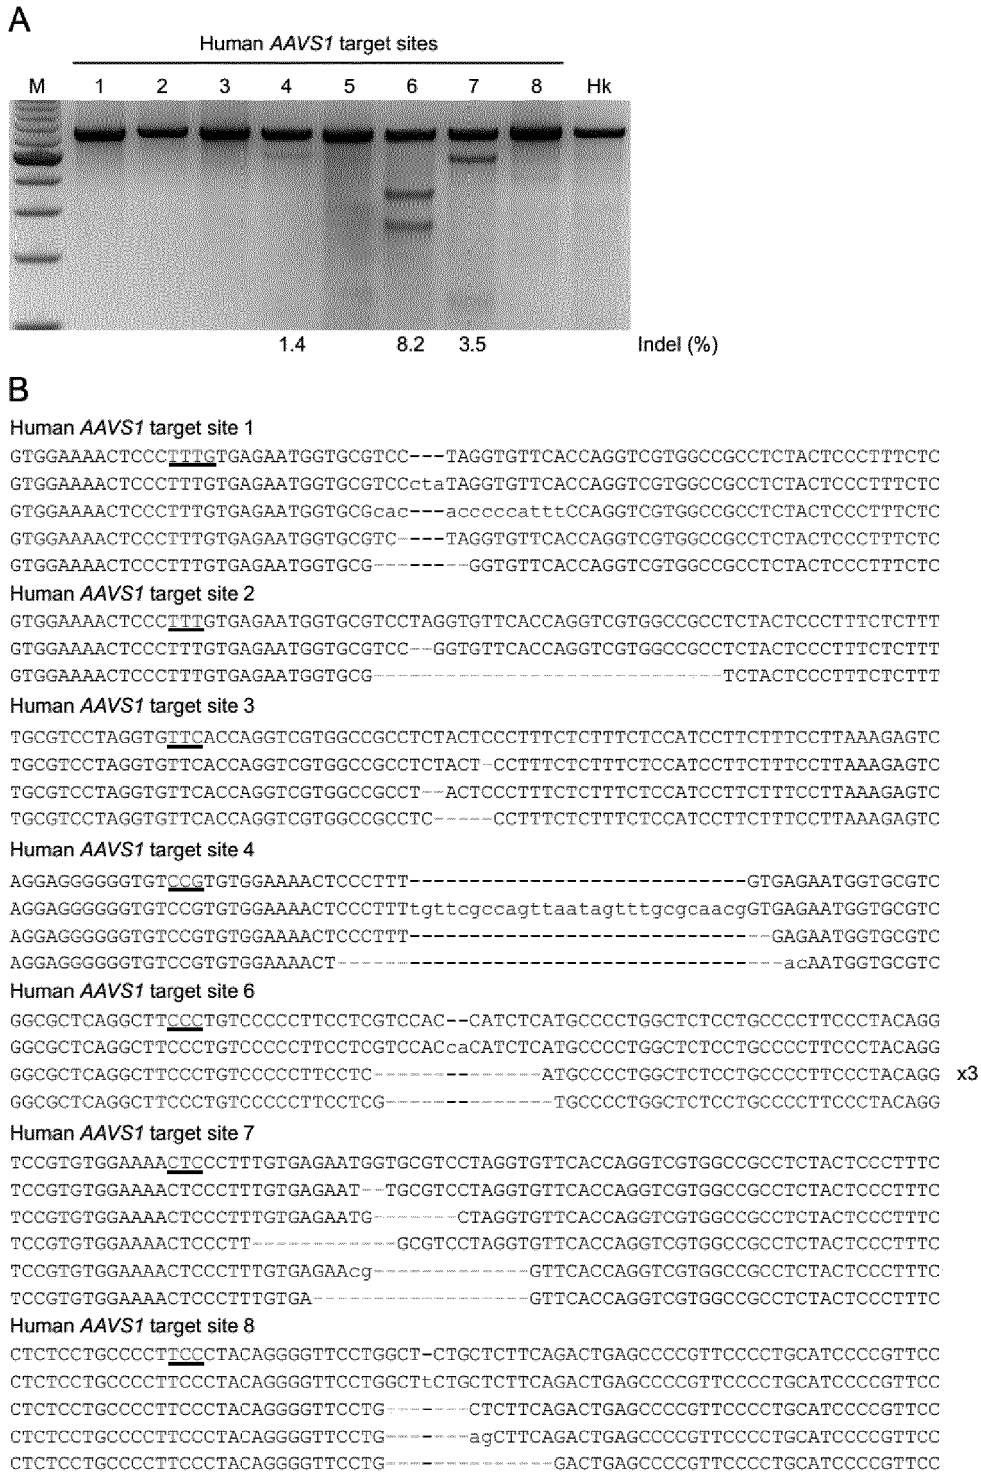 A
Human AAVS1 target sites
M 1 2 3 4 5 6 7 8 Hk
1.4 8.2 3.5 Indel (%)
B
Human AAVS1 target site 1
GTGGAAAACTCCCTTTGTGAGAATGGTGCGTCC---TAGGTGTTCACCAGGTCGTGGCCGCCTCTACTCCCTTTCTC
GTGGAAAACTCCCTTTGTGAGAATGGTGCGTCCctaTAGGTGTTCACCAGGTCGTGGCCGCCTCTACTCCCTTTCTC
GTGGAAAACTCCCTTTGTGAGAATGGTGCGcac---acccccatttCCAGGTCGTGGCCGCCTCTACTCCCTTTCTC
GTGGAAAACTCCCTTTGTGAGAATGGTGCGTC----TAGGTGTTCACCAGGTCGTGGCCGCCTCTACTCCCTTTCTC
GTGGAAAACTCCCTTTGTGAGAATGGTGCG--------GGTGTTCACCAGGTCGTGGCCGCCTCTACTCCCTTTCTC
Human AAVS1 target site 2
GTGGAAAACTCCCTTTGTGAGAATGGTGCGTCCTAGGTGTTCACCAGGTCGTGGCCGCCTCTACTCCCTTTCTCTTT
GTGGAAAACTCCCTTTGTGAGAATGGTGCGTCC--GGTGTTCACCAGGTCGTGGCCGCCTCTACTCCCTTTCTCTTT
GTGGAAAACTCCCTTTGTGAGAATGGTGCG-----------------------------TCTACTCCCTTTCTCTTT
Human AAVS1 target site 3
TGCGTCCTAGGTGTTCACCAGGTCGTGGCCGCCTCTACTCCCTTTCTCTTTCTCCATCCTTCTTTCCTTAAAGAGTC
TGCGTCCTAGGTGTTCACCAGGTCGTGGCCGCCTCTACT-CCTTTCTCTTTCTCCATCCTTCTTTCCTTAAAGAGTC
TGCGTCCTAGGTGTTCACCAGGTCGTGGCCGCCT--ACTCCCTTTCTCTTTCTCCATCCTTCTTTCCTTAAAGAGTC
TGCGTCCTAGGTGTTCACCAGGTCGTGGCCGCCTC-----CCTTTCTCTTTCTCCATCCTTCTTTCCTTAAAGAGTC
Human AAVS1 target site 4
AGGAGGGGGGTGTCCGTGTGGAAAACTCCCTTT----------------------------GTGAGAATGGTGCGTC
AGGAGGGGGGTGTCCGTGTGGAAAACTCCCTTTtgttcgccagttaatagtttgcgcaacgGTGAGAATGGTGCGTC
AGGAGGGGGGTGTCCGTGTGGAAAACTCCCTTT------------------------------GAGAATGGTGCGTC
AGGAGGGGGGTGTCCGTGTGGAAAACT-------------------------------------acAATGGTGCGTC
Human AAVS1 target site 6
GGCGCTCAGGCTTCCCTGTCCCCCTTCCTCGTCCAC--CATCTCATGCCCCTGGCTCTCCTGCCCCTTCCCTACAGG
GGCGCTCAGGCTTCCCTGTCCCCCTTCCTCGTCCACcaCATCTCATGCCCCTGGCTCTCCTGCCCCTTCCCTACAGG
GGCGCTCAGGCTTCCCTGTCCCCCTTCCTC--------------ATGCCCCTGGCTCTCCTGCCCCTTCCCTACAGG x3
GGCGCTCAGGCTTCCCTGTCCCCCTTCCTCG--------------TGCCCCTGGCTCTCCTGCCCCTTCCCTACAGG
Human AAVS1 target site 7
TCCGTGTGGAAAACTCCCTTTGTGAGAATGGTGCGTCCTAGGTGTTCACCAGGTCGTGGCCGCCTCTACTCCCTTTC
TCCGTGTGGAAAACTCCCTTTGTGAGAAT--TGCGTCCTAGGTGTTCACCAGGTCGTGGCCGCCTCTACTCCCTTTC
TCCGTGTGGAAAACTCCCTTTGTGAGAATG-------CTAGGTGTTCACCAGGTCGTGGCCGCCTCTACTCCCTTTC
TCCGTGTGGAAAACTCCCTT------------GCGTCCTAGGTGTTCACCAGGTCGTGGCCGCCTCTACTCCCTTTC
TCCGTGTGGAAAACTCCCTTTGTGAGAAcg-------------GTTCACCAGGTCGTGGCCGCCTCTACTCCCTTTC
TCCGTGTGGAAAACTCCCTTTGTGA------------------GTTCACCAGGTCGTGGCCGCCTCTACTCCCTTTC
Human AAVS1 target site 8
CTCTCCTGCCCCTTCCCTACAGGGGTTCCTGGCT-CTGCTCTTCAGACTGAGCCCCGTTCCCCTGCATCCCCGTTCC
CTCTCCTGCCCCTTCCCTACAGGGGTTCCTGGCTtCTGCTCTTCAGACTGAGCCCCGTTCCCCTGCATCCCCGTTCC
CTCTCCTGCCCCTTCCCTACAGGGGTTCCTG-------CTCTTCAGACTGAGCCCCGTTCCCCTGCATCCCCGTTCC
CTCTCCTGCCCCTTCCCTACAGGGGTTCCTG-------agCTTCAGACTGAGCCCCGTTCCCCTGCATCCCCGTTCC
CTCTCCTGCCCCTTCCCTACAGGGGTTCCTG--------------GACTGAGCCCCGTTCCCCTGCATCCCCGTTCC